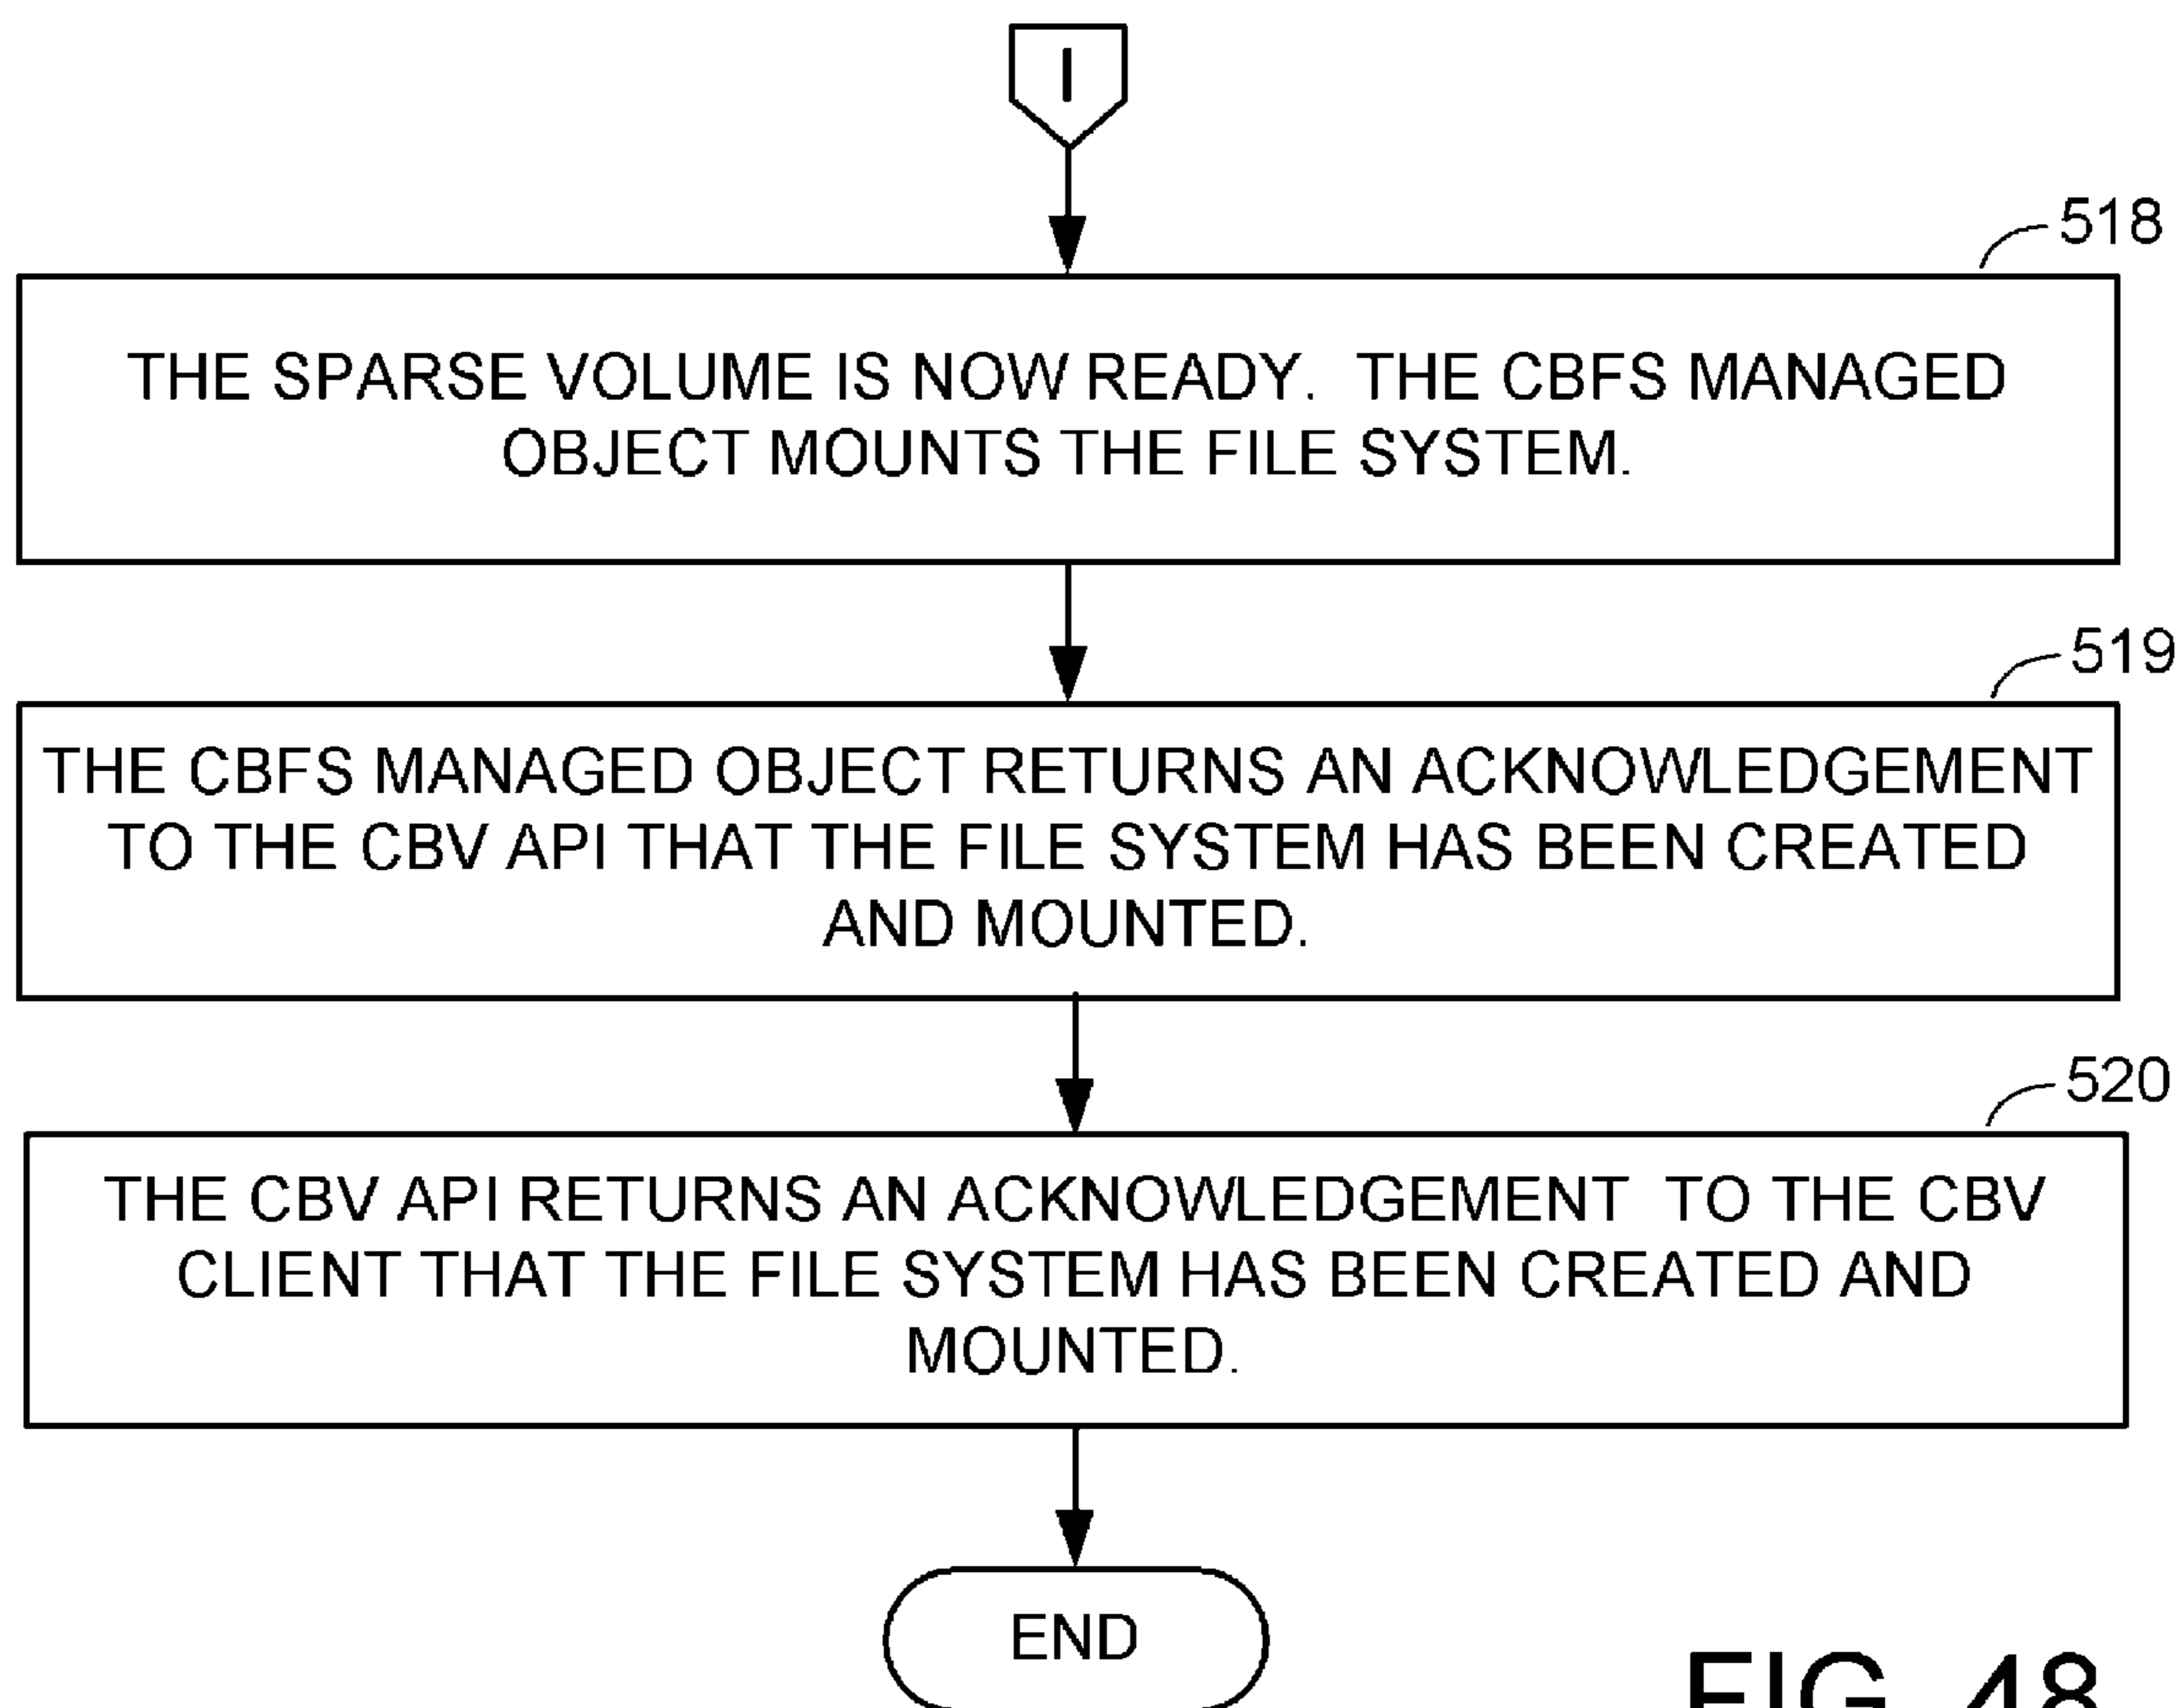 I
518
THE SPARSE VOLUME IS NOW READY. THE CBFS MANAGED
OBJECT MOUNTS THE FILE SYSTEM.
519
THE CBFS MANAGED OBJECT RETURNS AN ACKNOWLEDGEMENT
TO THE CBV API THAT THE FILE SYSTEM HAS BEEN CREATED
AND MOUNTED.
520
THE CBV API RETURNS AN ACKNOWLEDGEMENT TO THE CBV
CLIENT THAT THE FILE SYSTEM HAS BEEN CREATED AND
MOUNTED.
END
FIG. 48